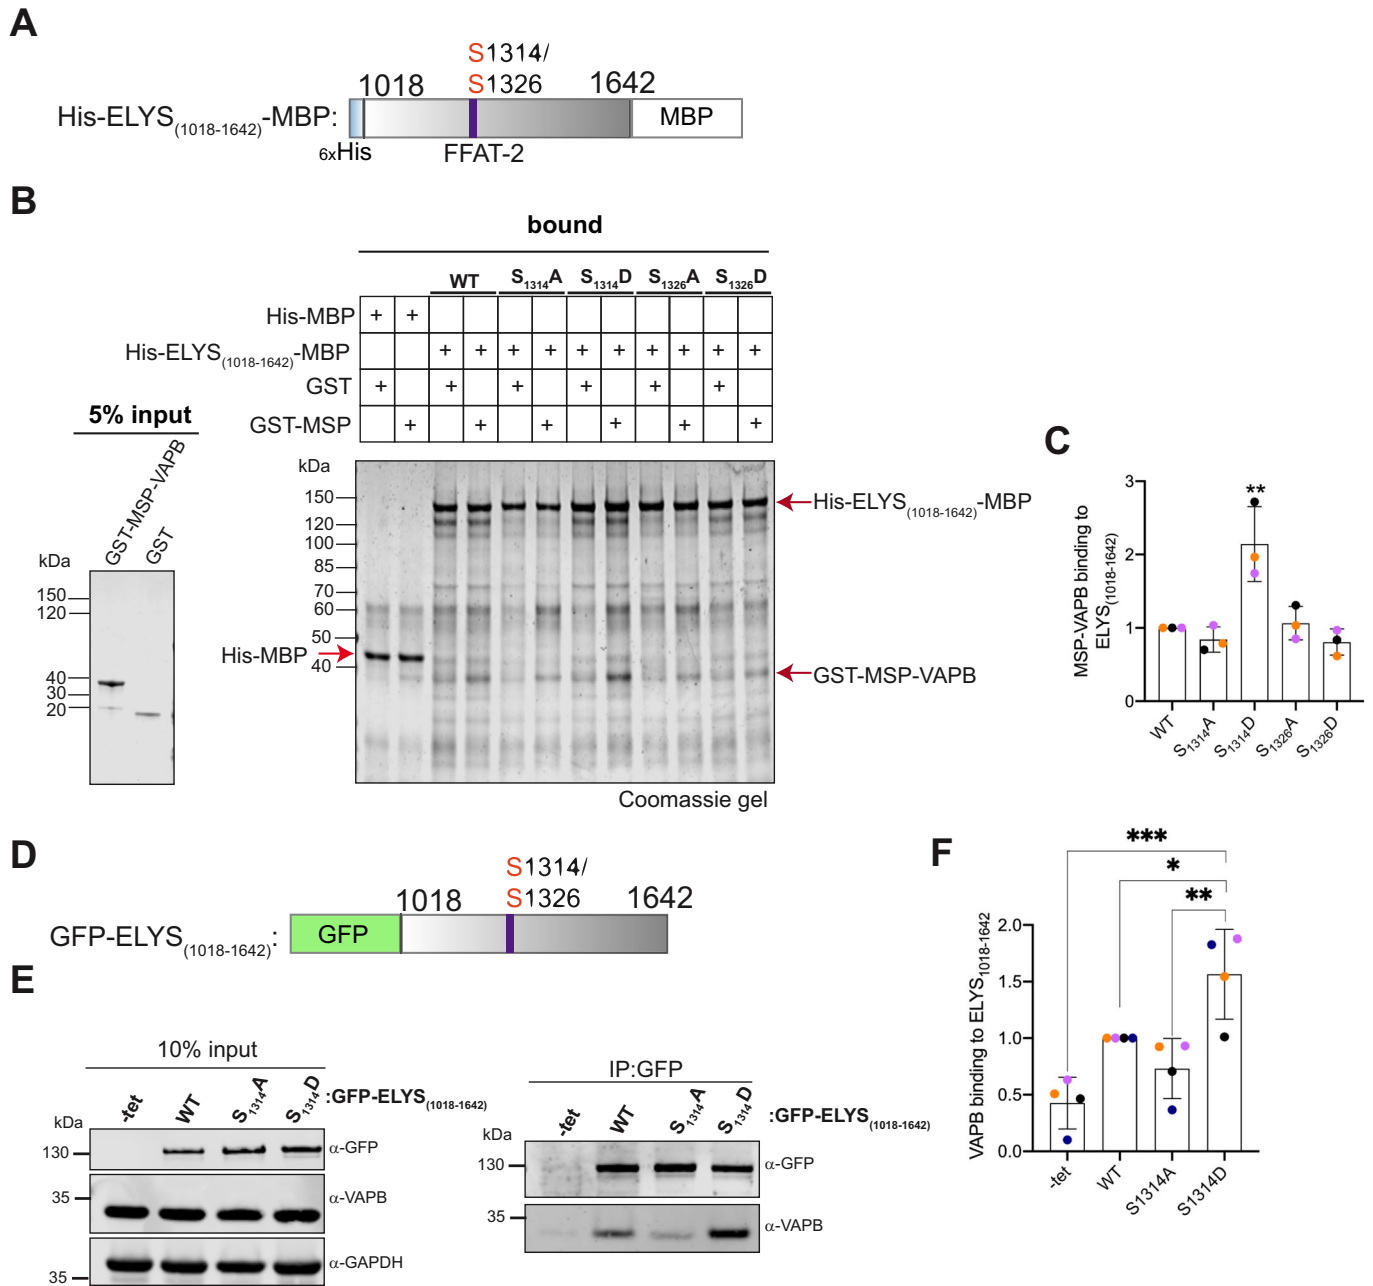 A
S1314/
1018 S1326 1642
His-ELYS(1018-1642)-MBP:
MBP
6xHis FFAT-2
B
bound
WT S1314A S1314D S1326A S1326D
His-MBP + +
His-ELYS(1018-1642)-MBP + + + + + + + + + +
GST + + + + + +
GST-MSP + + + + + +
5% input
GST-MSP-VAPB
GST
kDa
150
120
40
30
20
kDa
150
120
100
85
70
60
50
40
His-MBP
His-ELYS(1018-1642)-MBP
GST-MSP-VAPB
Coomassie gel
C
MSP-VAPB binding to
ELYS(1018-1642)
3
2
1
0
**
WT S1314A S1314D S1326A S1326D
D
S1314/
1018 S1326 1642
GFP-ELYS(1018-1642):
GFP
E
10% input
-tet WT S1314A S1314D :GFP-ELYS(1018-1642)
kDa
130 α-GFP
35 α-VAPB
α-GAPDH
35
IP:GFP
-tet WT S1314A S1314D :GFP-ELYS(1018-1642)
kDa
130 α-GFP
35 α-VAPB
F
***
*
**
VAPB binding to ELYS1018-1642
2.0
1.5
1.0
0.5
0.0
-tet WT S1314A S1314D